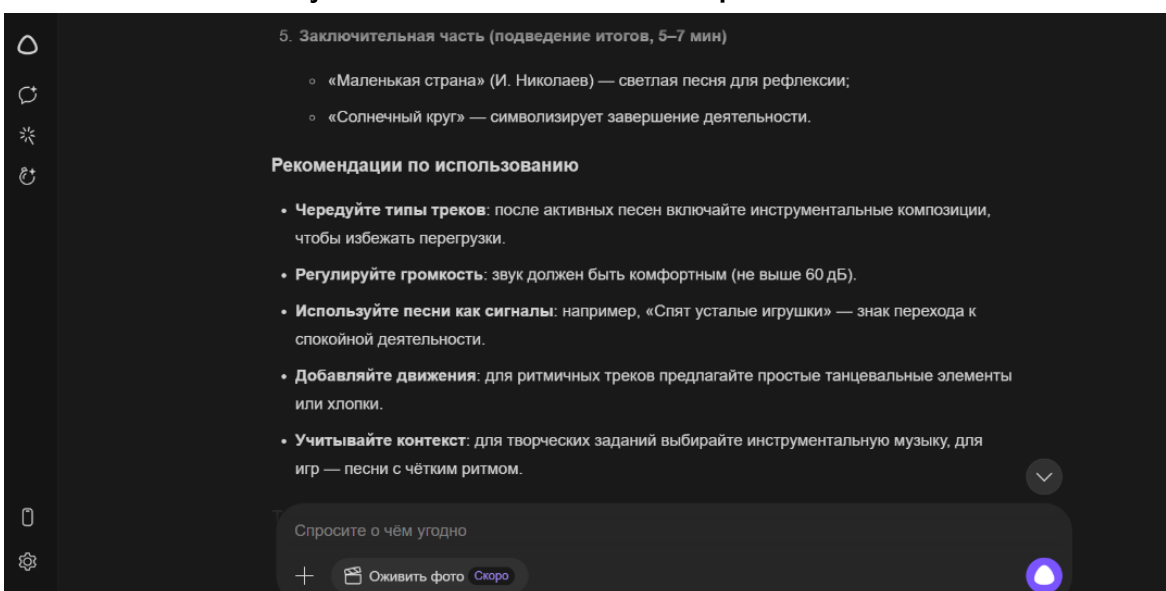 5. Заключительная часть (подведение итогов, 5–7 мин)
◦ «Маленькая страна» (И. Николаев) — светлая песня для рефлексии;
◦ «Солнечный круг» — символизирует завершение деятельности.
Рекомендации по использованию
• Чередуйте типы треков: после активных песен включайте инструментальные композиции,
чтобы избежать перегрузки.
• Регулируйте громкость: звук должен быть комфортным (не выше 60 дБ).
• Используйте песни как сигналы: например, «Спят усталые игрушки» — знак перехода к
спокойной деятельности.
• Добавляйте движения: для ритмичных треков предлагайте простые танцевальные элементы
или хлопки.
• Учитывайте контекст: для творческих заданий выбирайте инструментальную музыку, для
игр — песни с чётким ритмом.
Спросите о чём угодно
Оживить фото Скоро